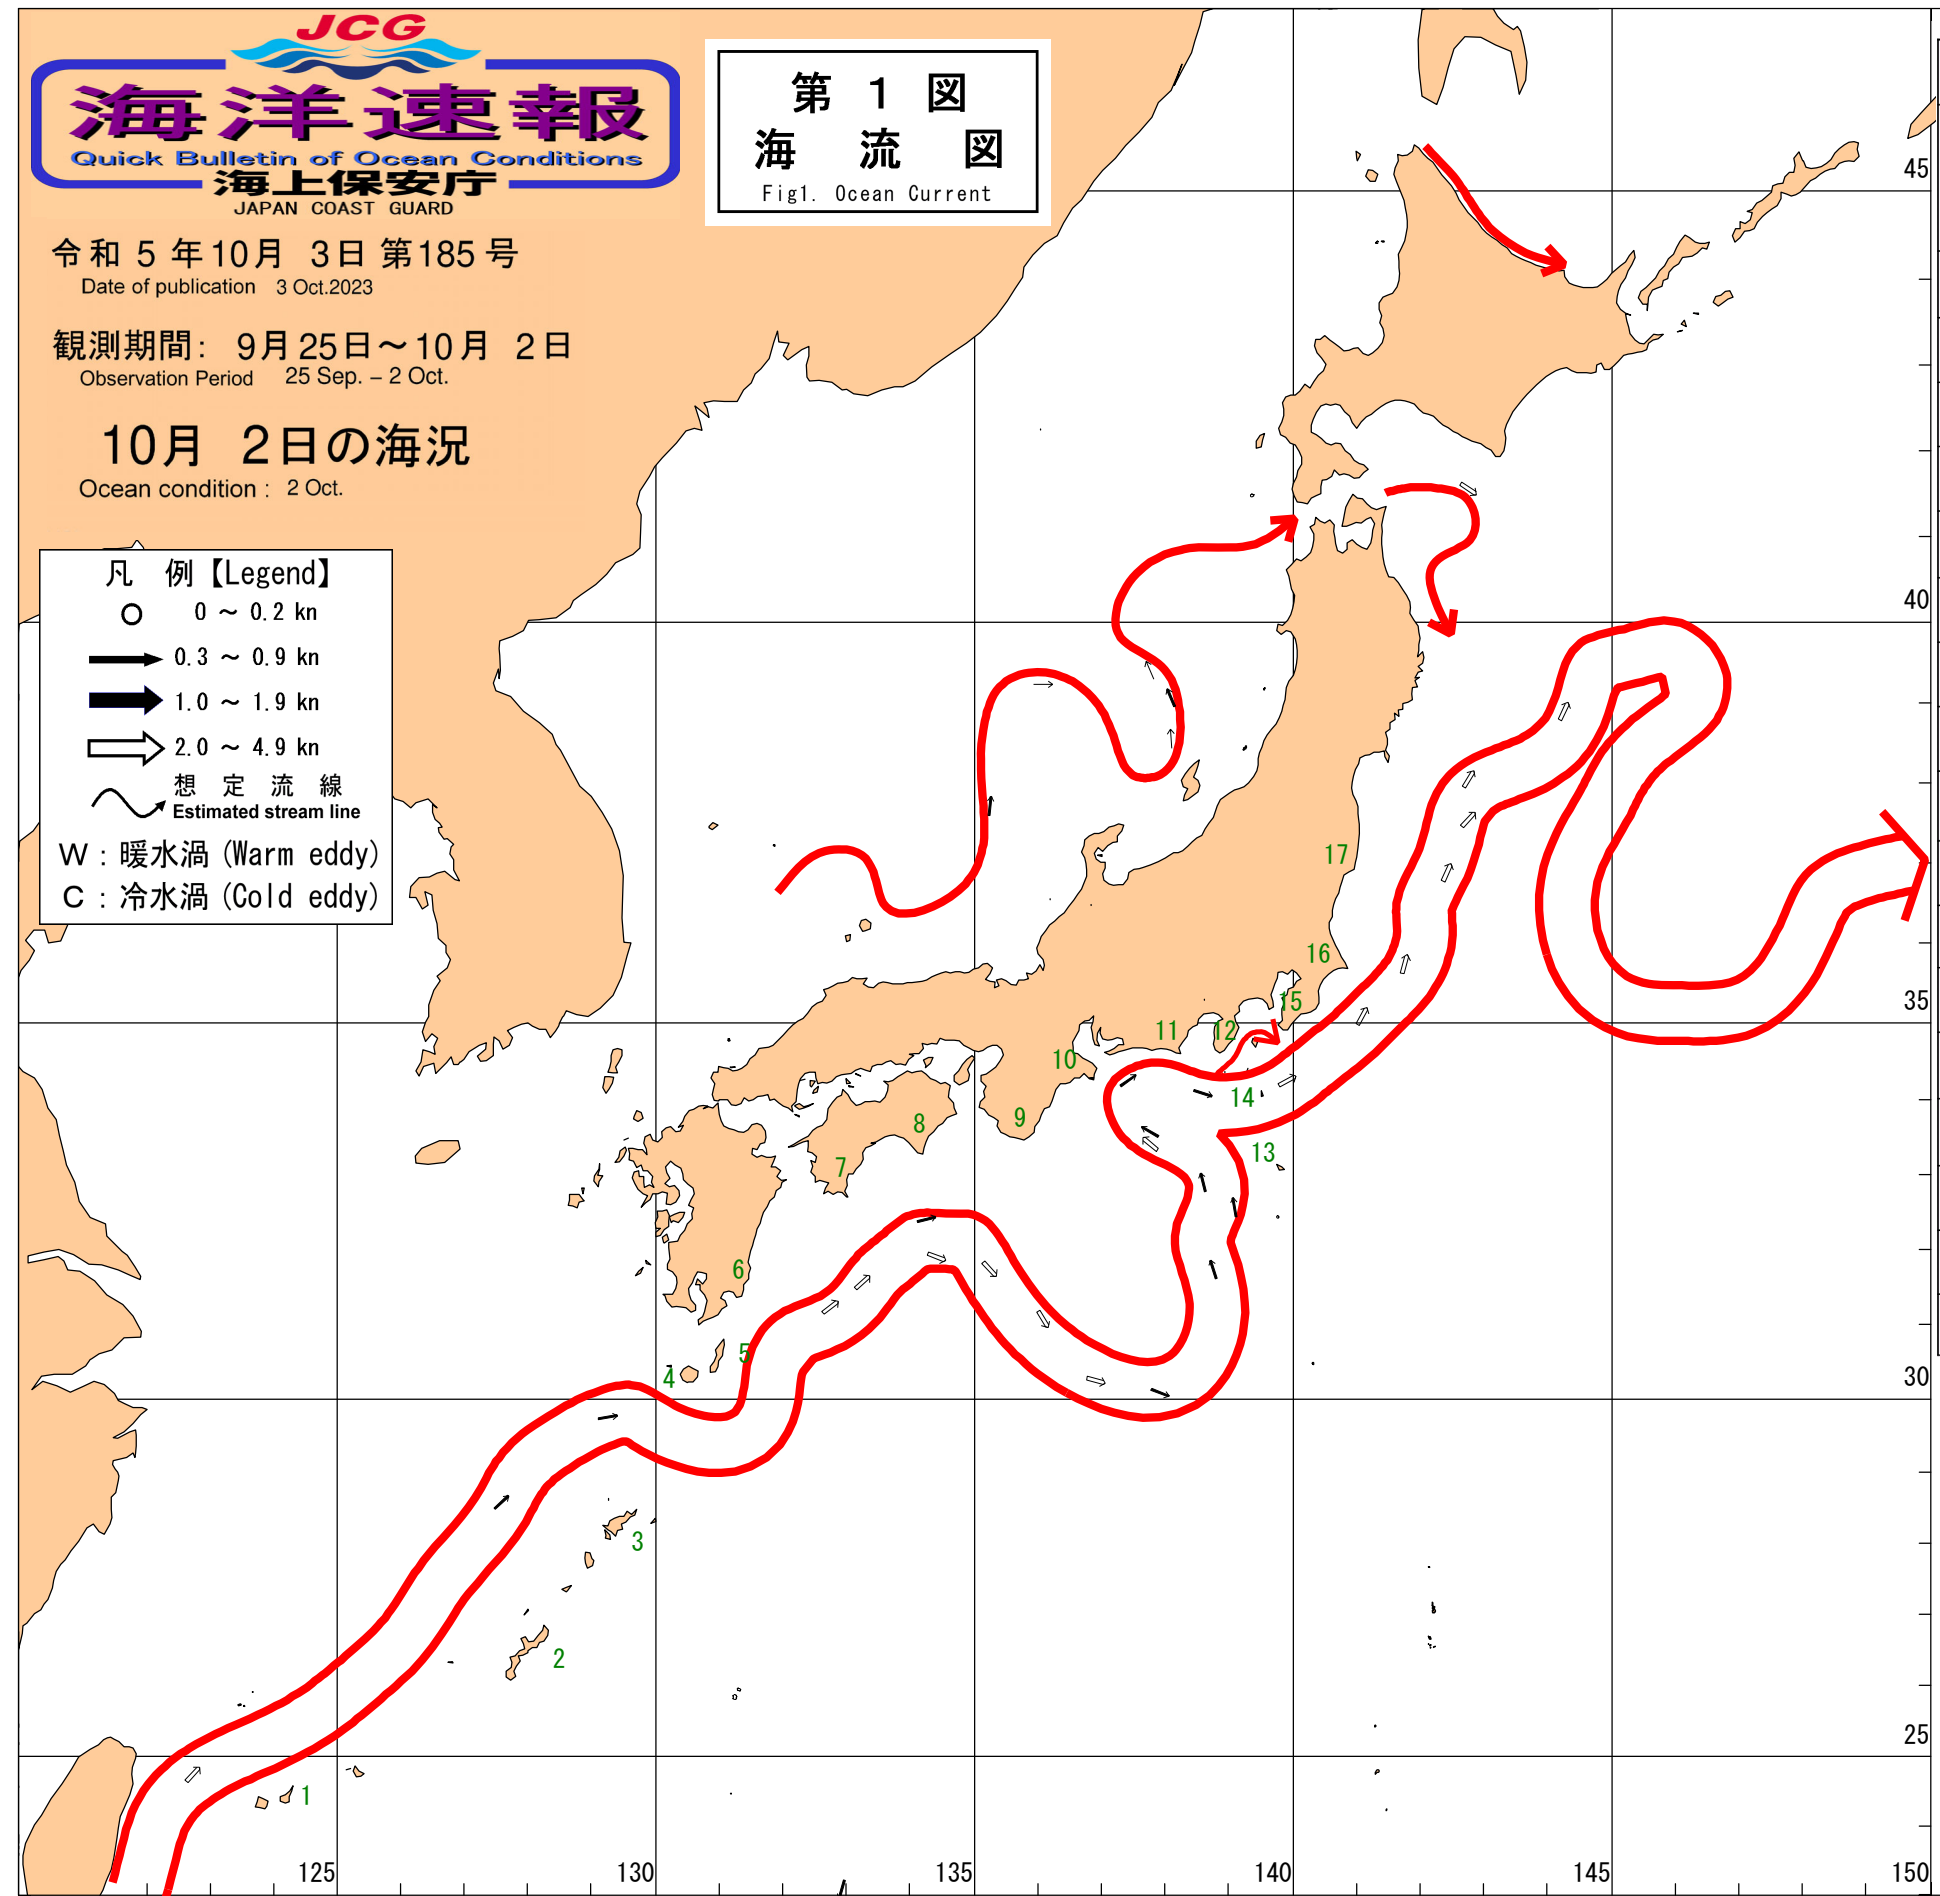 JCG
海洋速報
Quick Bulletin of Ocean Conditions
海上保安庁
JAPAN COAST GUARD
令和 5 年10月 3日 第185号
Date of publication 3 Oct.2023
観測期間: 9月25日～10月 2日
Observation Period 25 Sep. – 2 Oct.
10月 2日の海況
Ocean condition : 2 Oct.
第 1 図
海 流 図
Fig1. Ocean Current
凡 例【Legend】
0 ～ 0.2 kn
0.3 ～ 0.9 kn
1.0 ～ 1.9 kn
2.0 ～ 4.9 kn
想 定 流 線
Estimated stream line
W : 暖水渦 (Warm eddy)
C : 冷水渦 (Cold eddy)
45
40
17
16
35
15
12
11
10
14
9
8
13
7
6
5
4
30
3
2
25
1
125
130
135
140
145
150